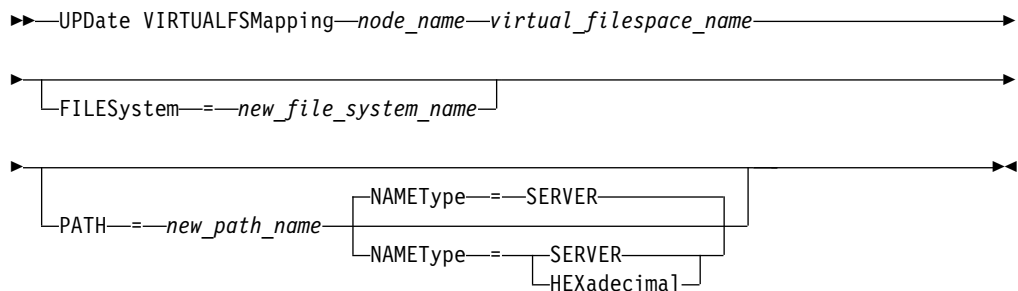 UPDate VIRTUALFSMapping node_name virtual_filespace_name
FILESystem = new_file_system_name
NAMEType = SERVER
PATH = new_path_name
NAMEType = SERVER
HEXadecimal